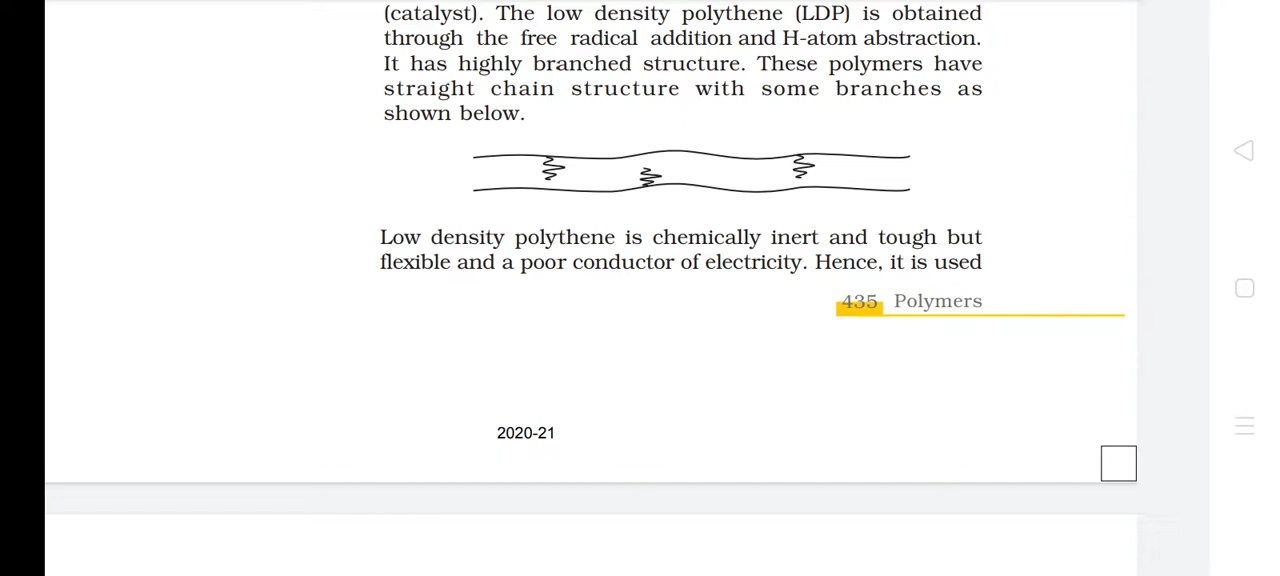 (catalyst). The low density polythene (LDP) is obtained
through the free radical addition and H-atom abstraction.
It has highly branched structure. These polymers have
straight chain structure with some branches as
shown below.
Low density polythene is chemically inert and tough but
flexible and a poor conductor of electricity. Hence, it is used
435 Polymers
2020-21